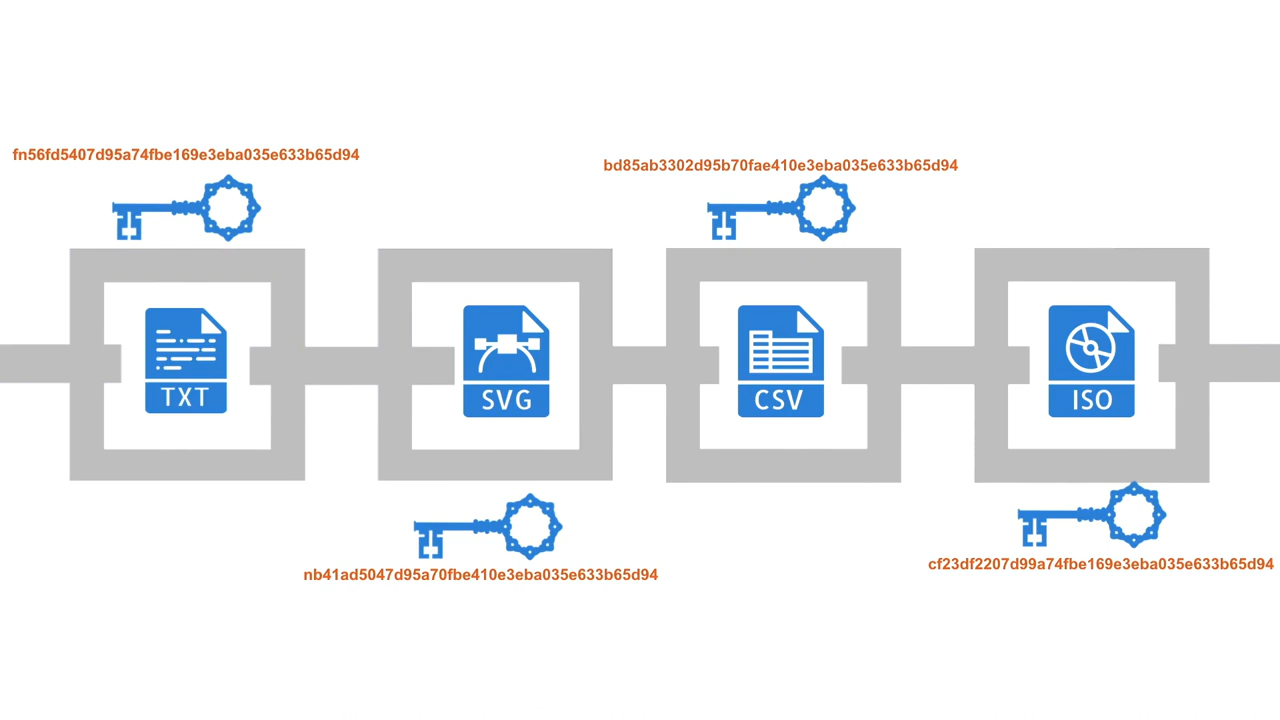 fn56fd5407d95a74fbe169e3eba035e633b65d94
bd85ab3302d95b70fae410e3eba035e633b65d94
TXT
SVG
CSV
ISO
nb41ad5047d95a70fbe410e3eba035e633b65d94
cf23df2207d99a74fbe169e3eba035e633b65d94